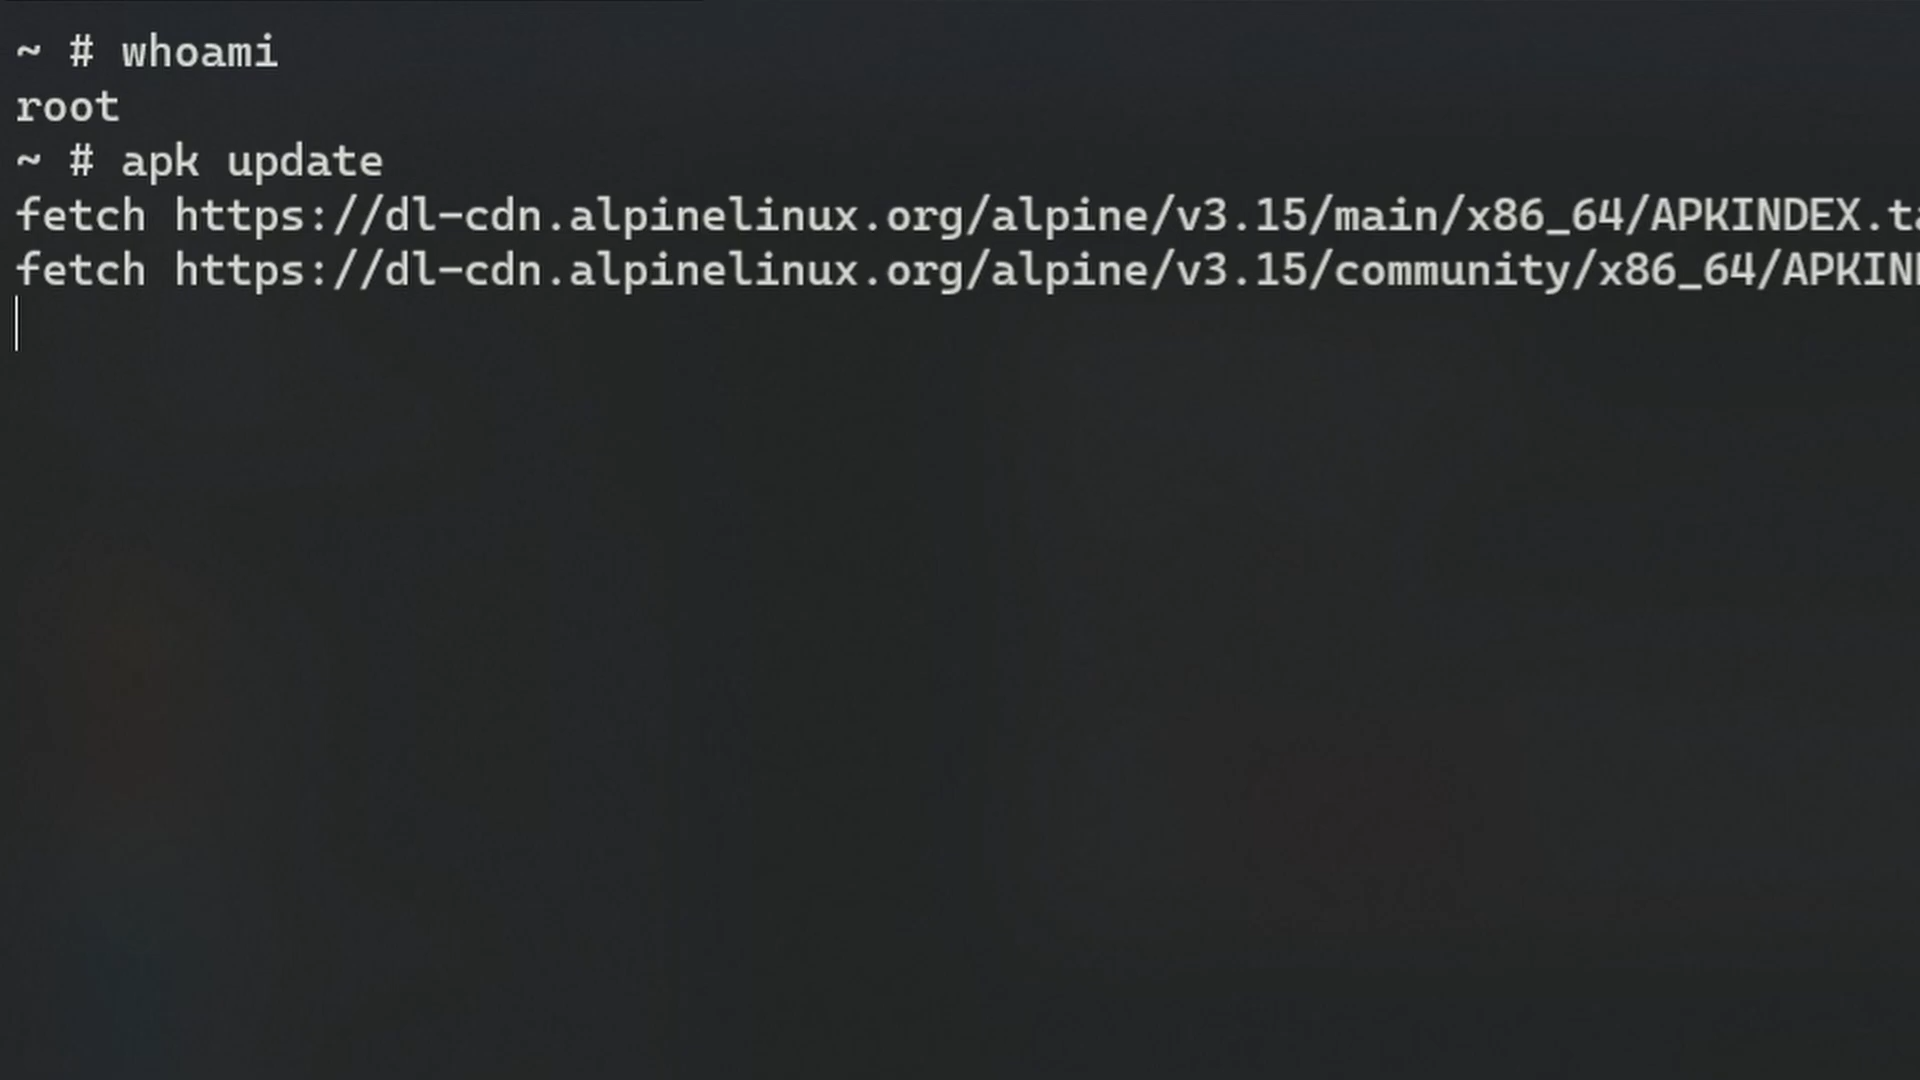 ~ # whoami
root
~ # apk update
fetch https://dl-cdn.alpinelinux.org/alpine/v3.15/main/x86_64/APKINDEX.ta
fetch https://dl-cdn.alpinelinux.org/alpine/v3.15/community/x86_64/APKIN